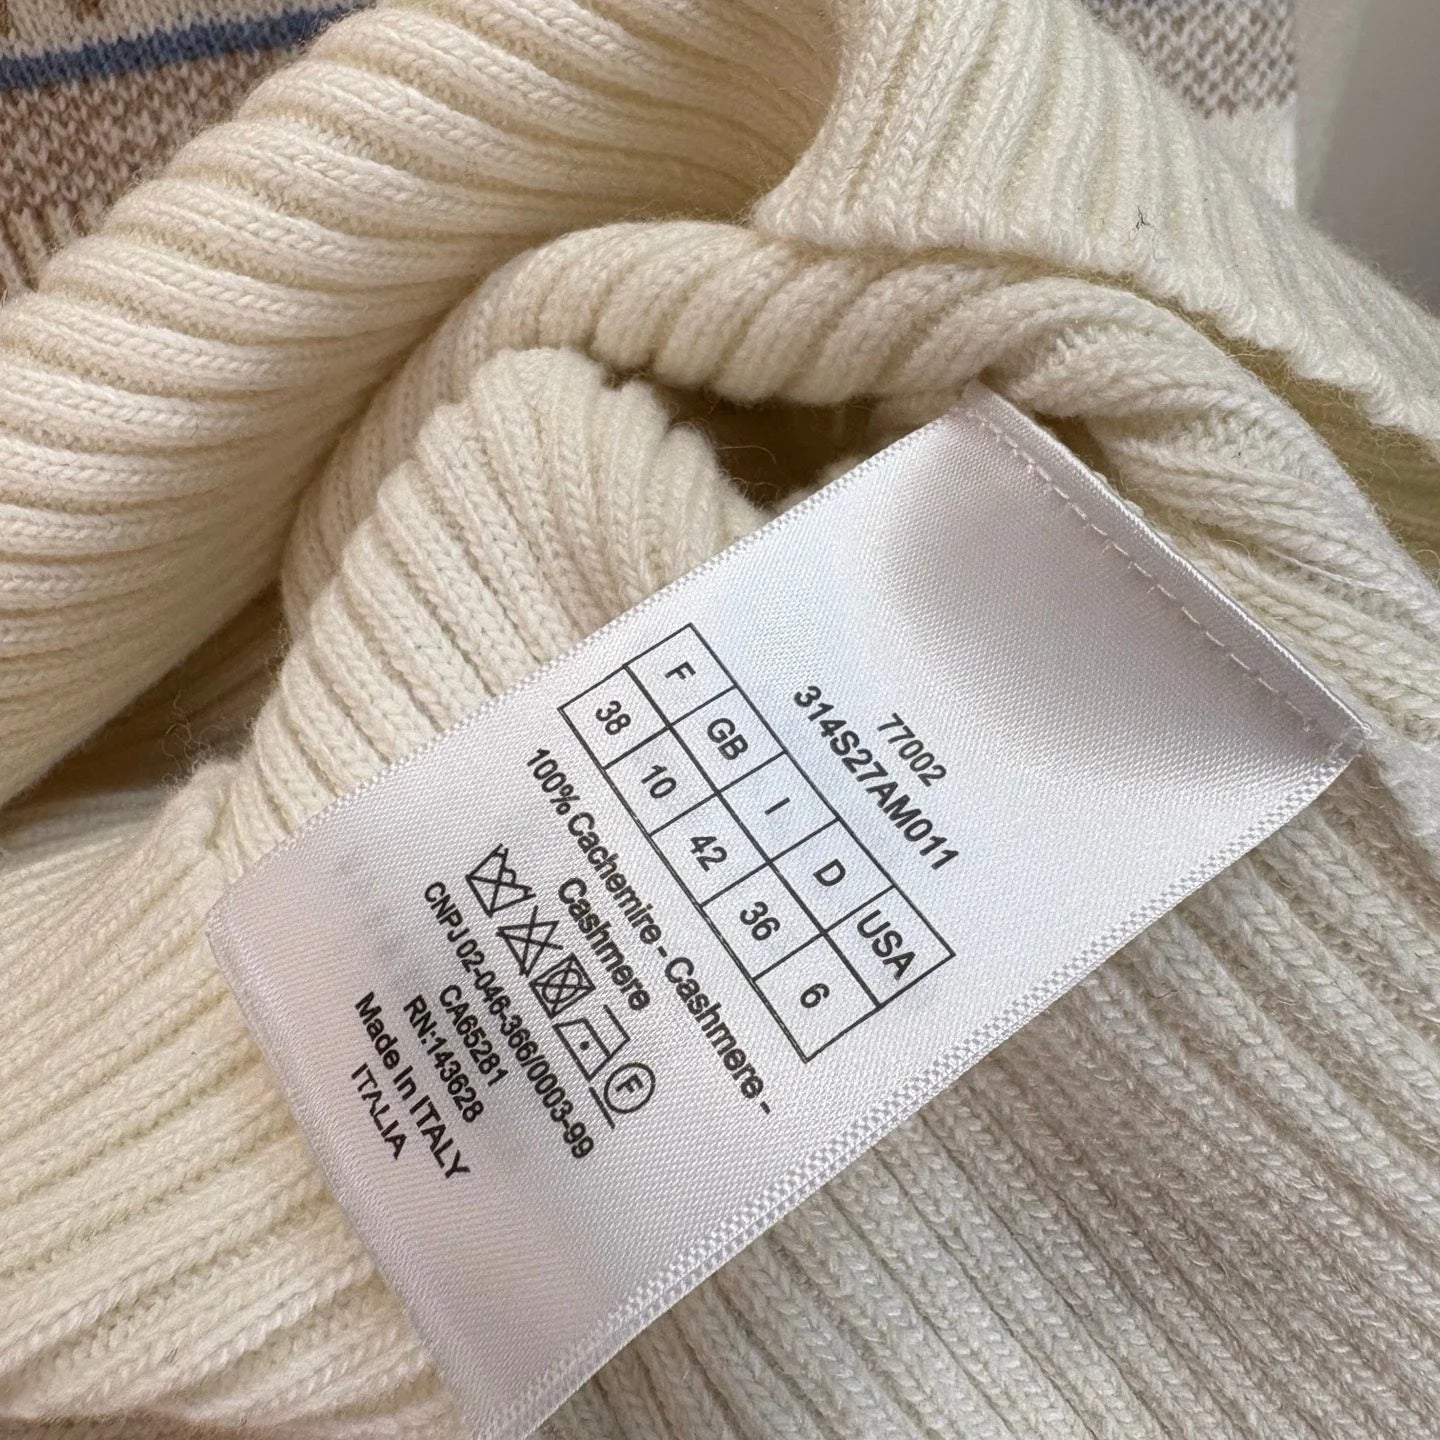 77002
314S27AM011
F GB I D USA
38 10 42 36 6
100% Cachemire - Cashmere -
Cashmere
F
CNPJ 02-046-366/0003-99
CA65281
RN:143628
Made In ITALY
ITALIA